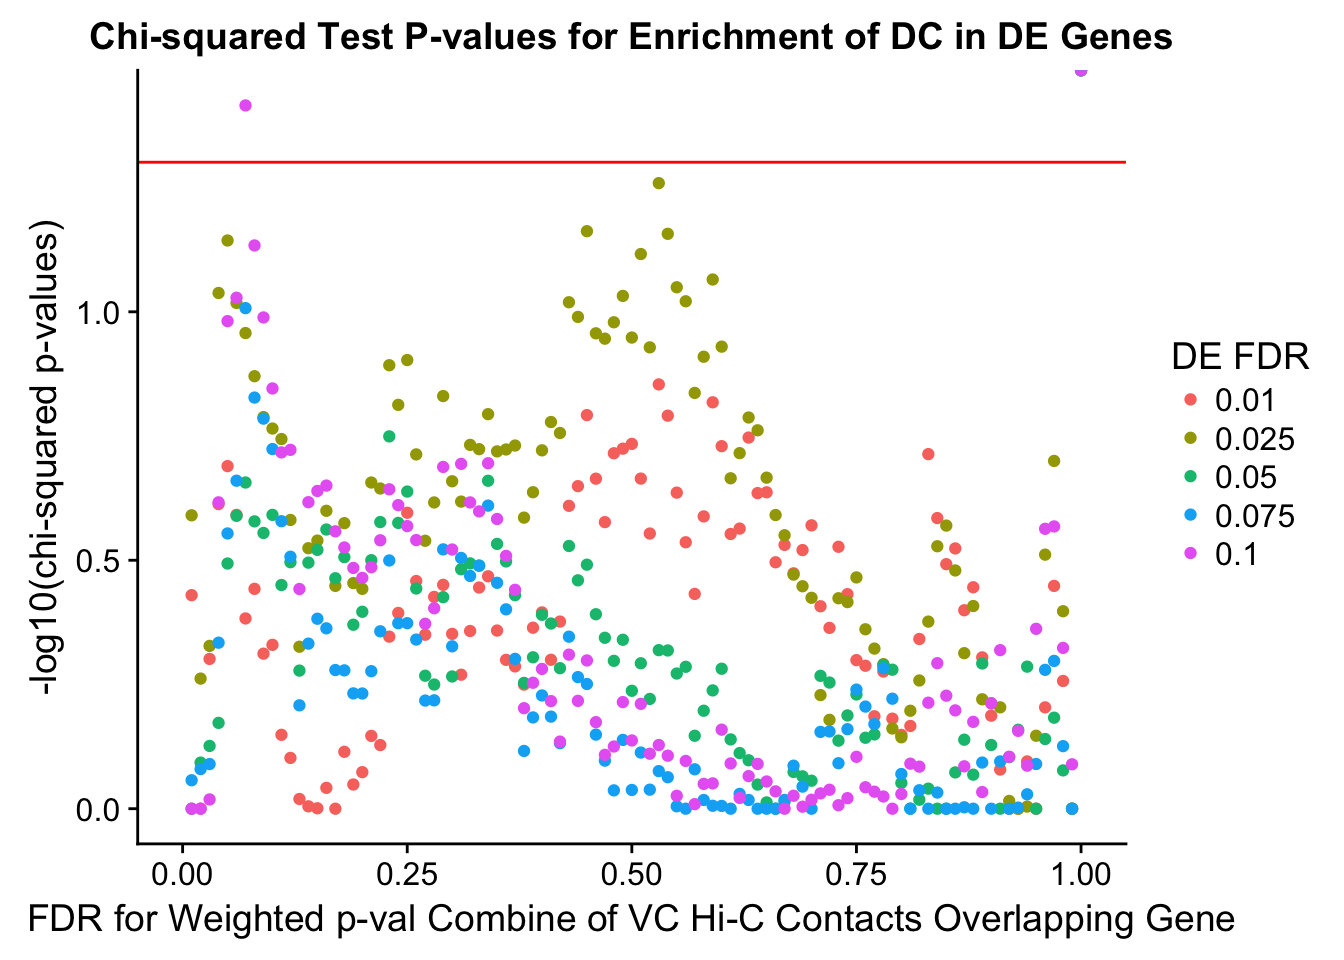 Chi-squared Test P-values for Enrichment of DC in DE Genes
-log10(chi-squared p-values)
1.0
0.5
0.0
0.00 0.25 0.50 0.75 1.00
FDR for Weighted p-val Combine of VC Hi-C Contacts Overlapping Gene
DE FDR
0.01
0.025
0.05
0.075
0.1